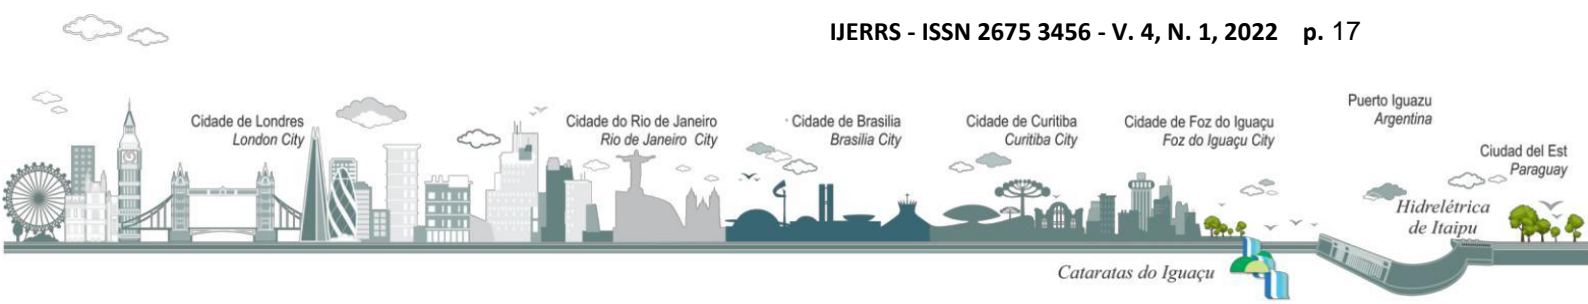 IJERRS - ISSN 2675 3456 - V. 4, N. 1, 2022 p. 17
Cidade de Londres
London City
Cidade do Rio de Janeiro
Rio de Janeiro City
Cidade de Brasilia
Brasilia City
Cidade de Curitiba
Curitiba City
Cidade de Foz do Iguaçu
Foz do Iguaçu City
Puerto Iguazu
Argentina
Ciudad del Est
Paraguay
Hidrelétrica
de Itaipu
Cataratas do Iguaçu